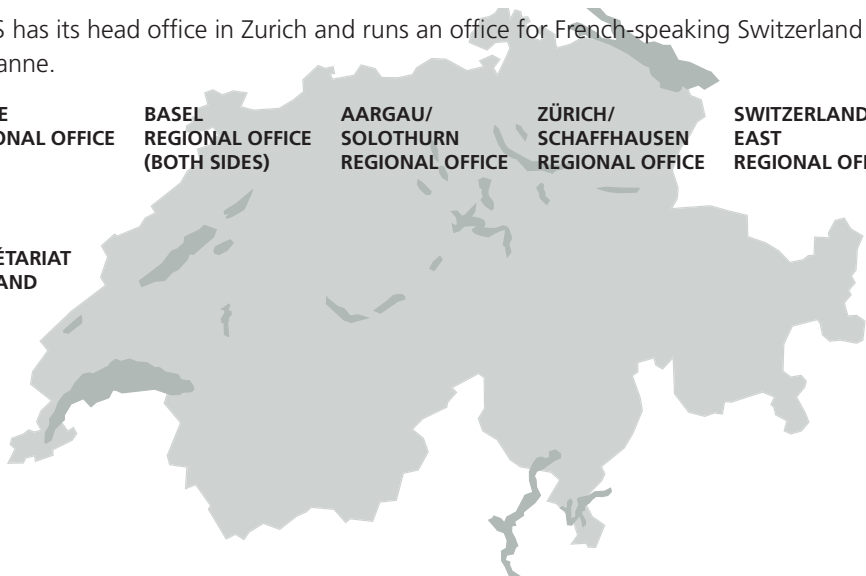 S has its head office in Zurich and runs an office for French-speaking Switzerland
anne.
E
ONAL OFFICE
BASEL
REGIONAL OFFICE
(BOTH SIDES)
AARGAU/
SOLOTHURN
REGIONAL OFFICE
ZÜRICH/
SCHAFFHAUSEN
REGIONAL OFFICE
SWITZERLAND
EAST
REGIONAL OFF
ÉTARIAT
AND